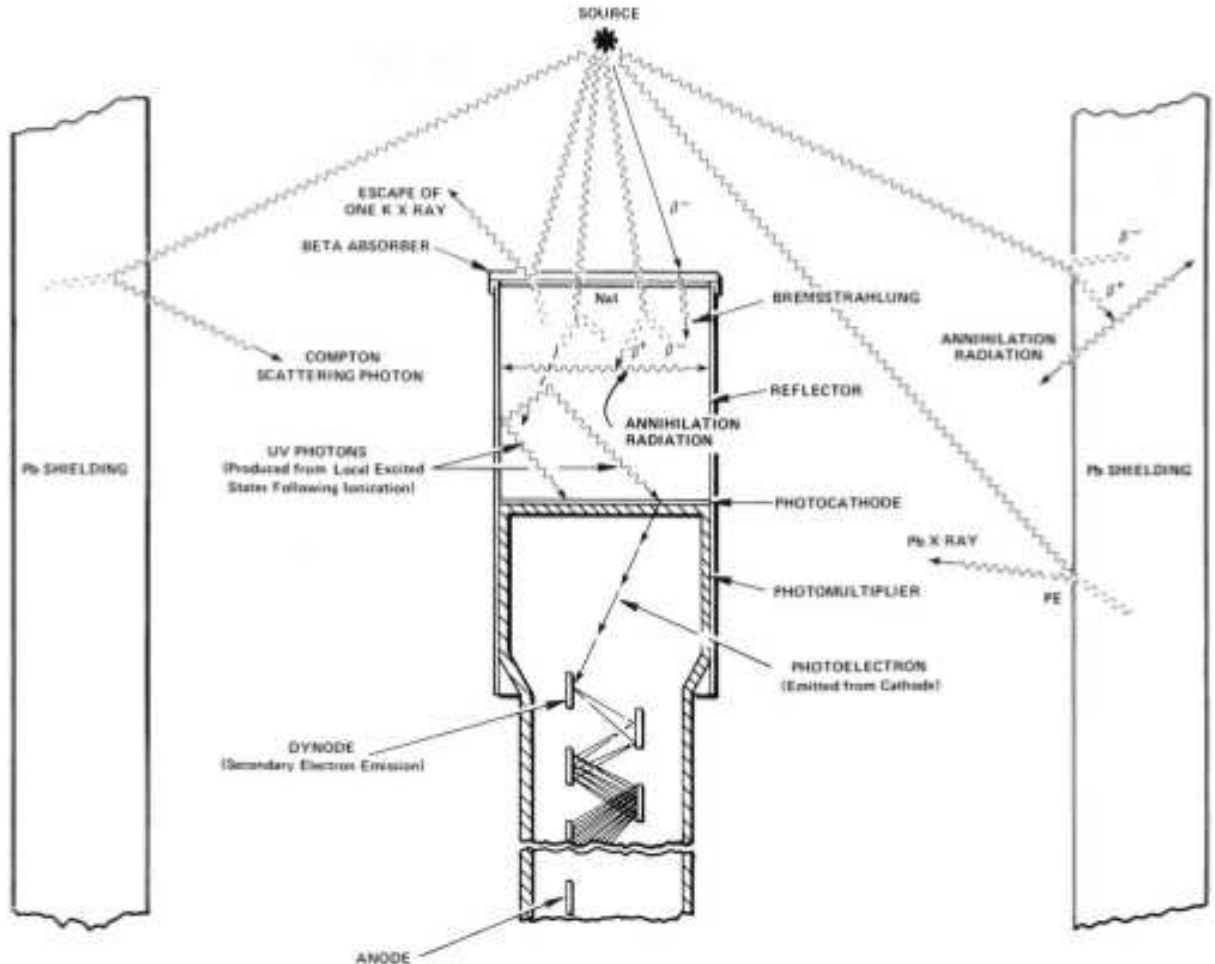 SOURCE
ESCAPE OF
ONE K X RAY
BETA ABSORBER
β−
NaI
BREMSSTRAHLUNG
β−
β+
ANNIHILATION
RADIATION
COMPTON
SCATTERING PHOTON
β+
β−
REFLECTOR
ANNIHILATION
RADIATION
UV PHOTONS
(Produced from Local Excited
States Following Ionization)
Pb SHIELDING
Pb SHIELDING
PHOTOCATHODE
Pb X RAY
PE
PHOTOMULTIPLIER
PHOTOELECTRON
(Emitted from Cathode)
DYNODE
(Secondary Electron Emission)
ANODE